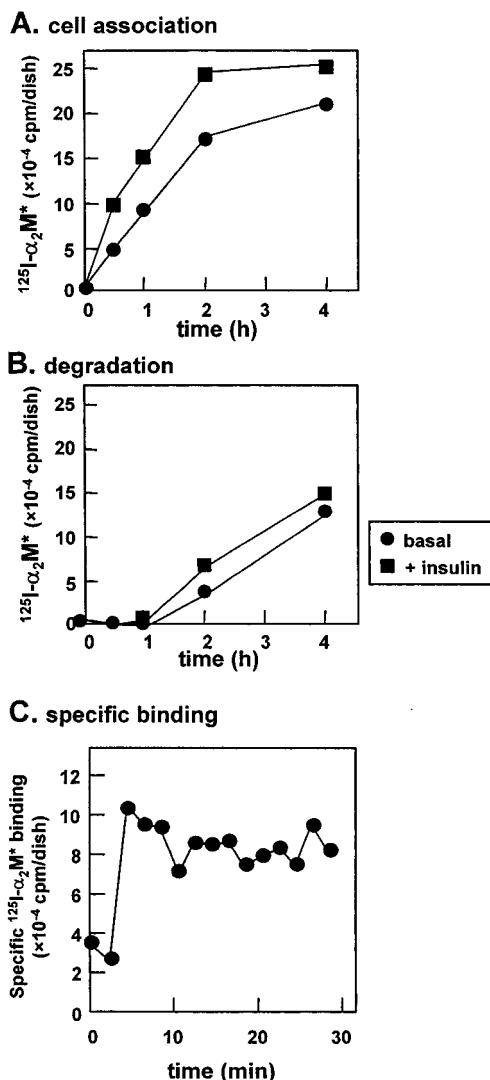 A. cell association
¹²⁵I-α₂M* (×10⁻⁴ cpm/dish)
25
20
15
10
5
0
0 1 2 3 4
time (h)
B. degradation
¹²⁵I-α₂M* (×10⁻⁴ cpm/dish)
25
20
15
10
5
0
0 1 2 3 4
time (h)
basal
+ insulin
C. specific binding
Specific ¹²⁵I-α₂M* binding
(×10⁻⁴ cpm/dish)
12
10
8
6
4
2
0
0 10 20 30
time (min)